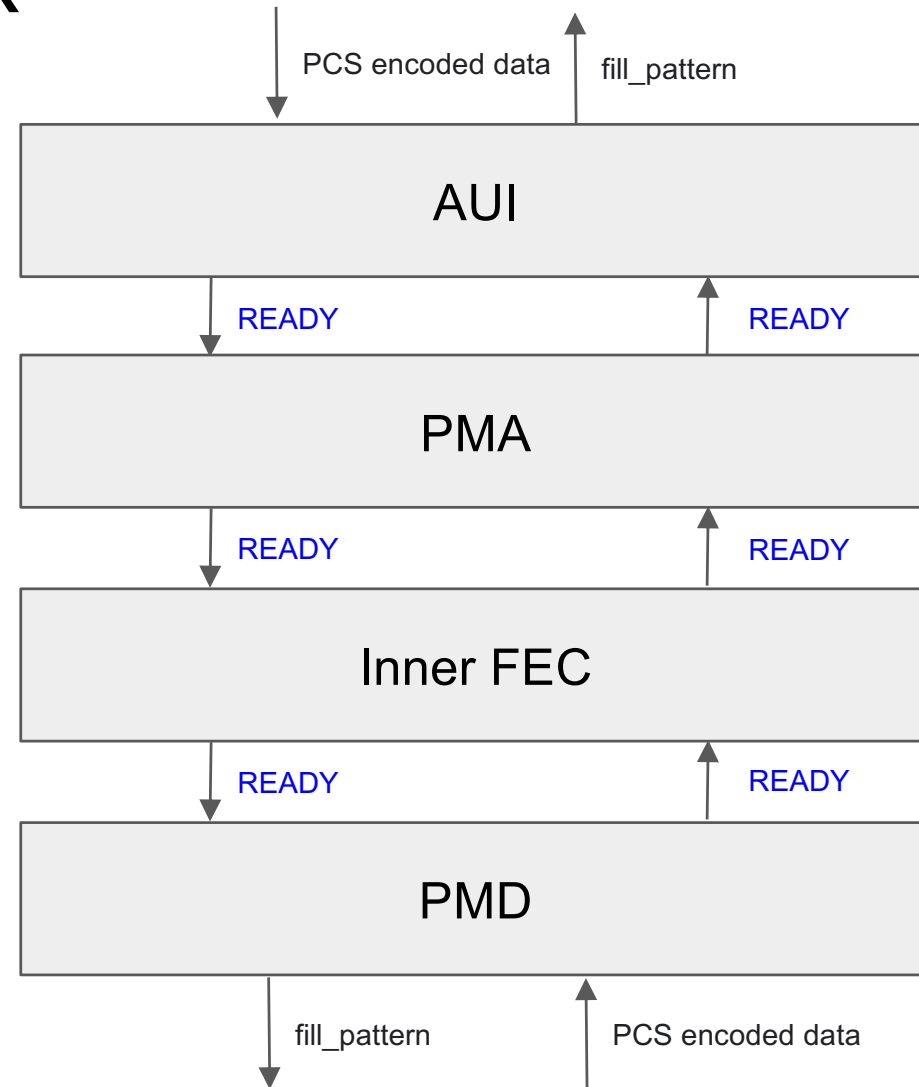 PCS encoded data
fill_pattern
AUI
READY
READY
PMA
READY
READY
Inner FEC
READY
READY
PMD
fill_pattern
PCS encoded data